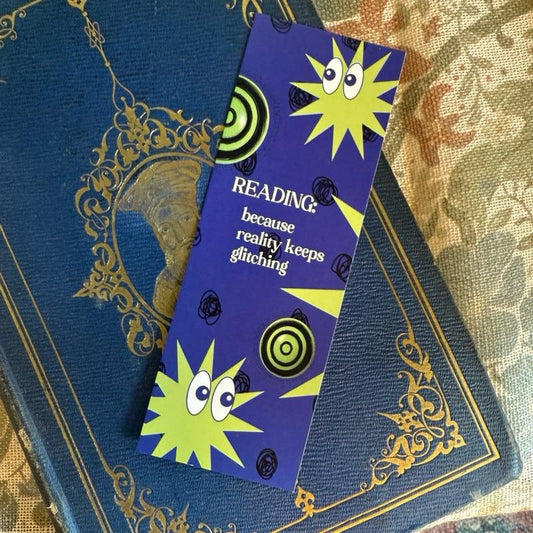 READING:
because
reality keeps
glitching